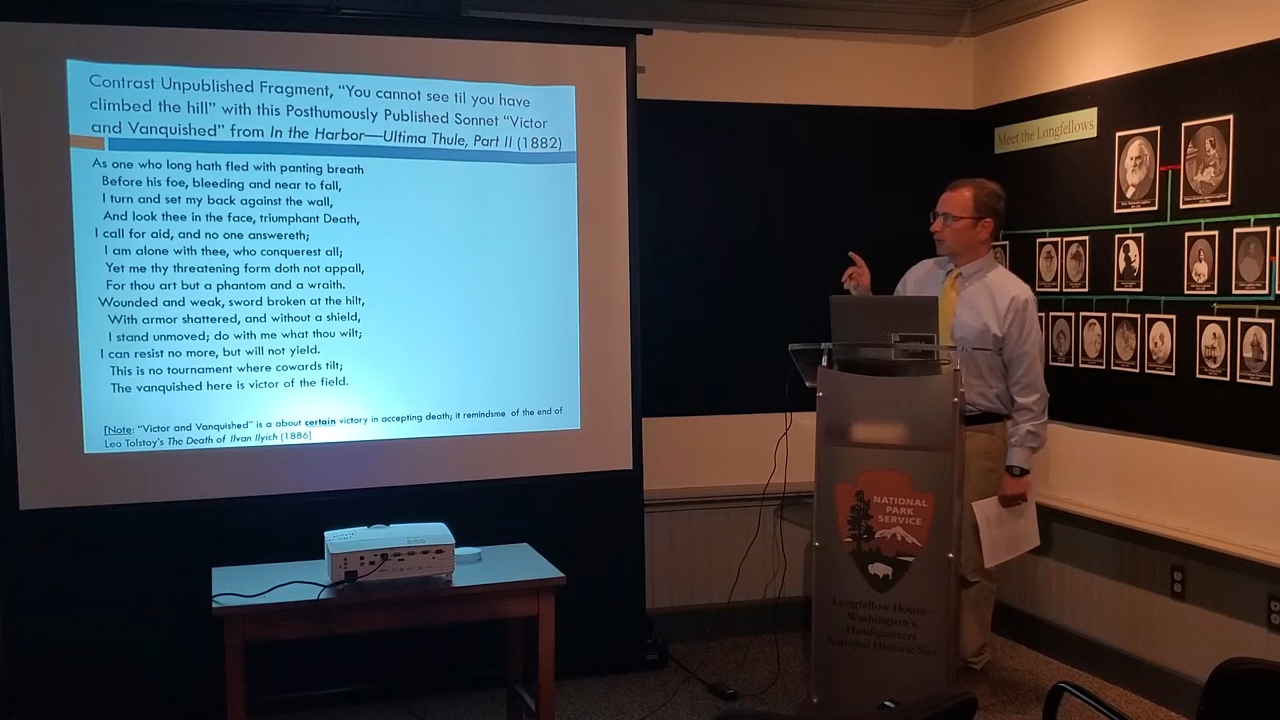 Contrast Unpublished Fragment, "You cannot see til you have
climbed the hill" with this Posthumously Published Sonnet "Victor
and Vanquished" from In the Harbor—Ultima Thule, Part II (1882)
As one who long hath fled with panting breath
Before his foe, bleeding and near to fall,
I turn and set my back against the wall,
And look thee in the face, triumphant Death,
I call for aid, and no one answereth;
I am alone with thee, who conquerest all;
Yet me thy threatening form doth not appall,
For thou art but a phantom and a wraith.
Wounded and weak, sword broken at the hilt,
With armor shattered, and without a shield,
I stand unmoved; do with me what thou wilt;
I can resist no more, but will not yield.
This is no tournament where cowards tilt;
The vanquished here is victor of the field.
[Note: "Victor and Vanquished" is a about certain victory in accepting death; it remindsme of the end of
Leo Tolstoy's The Death of Ilvan Ilyich (1886]
Meet the Longfellows
NATIONAL
PARK
SERVICE
Longfellow House–
Washington's
Headquarters
National Historic Site